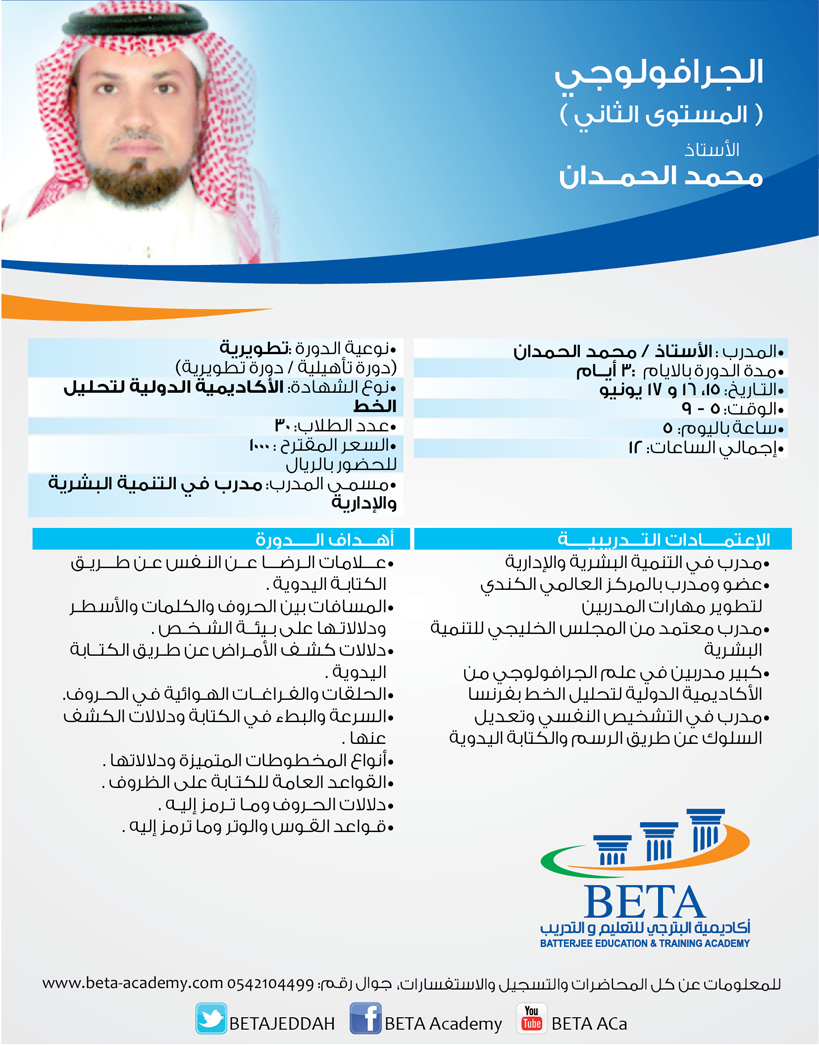 الجرافولوجي
( المستوى الثاني )
الأستاذ
محمد الحمدان
•المدرب : الأستاذ / محمد الحمدان
•مدة الدورة بالايام :٣ أيام
•التاريخ: ١٥، ١٦ و ١٧ يونيو
•الوقت: ٥ - ٩
•ساعة باليوم: ٥
•إجمالي الساعات: ١٢
•نوعية الدورة :تطويرية
(دورة تأهيلية / دورة تطويرية)
•نوع الشهادة: الأكاديمية الدولية لتحليل
الخط
•عدد الطلاب: ٣٠
•السعر المقترح : ١٠٠٠
للحضور بالريال
•مسمى المدرب: مدرب في التنمية البشرية
والإدارية
الإعتمادات التدريبية
•مدرب في التنمية البشرية والإدارية
•عضو ومدرب بالمركز العالمي الكندي
لتطوير مهارات المدربين
•مدرب معتمد من المجلس الخليجي للتنمية
البشرية
•كبير مدربين في علم الجرافولوجي من
الأكاديمية الدولية لتحليل الخط بفرنسا
•مدرب في التشخيص النفسي وتعديل
السلوك عن طريق الرسم والكتابة اليدوية
أهداف الدورة
•علامات الرضا عن النفس عن طريق
الكتابة اليدوية .
•المسافات بين الحروف والكلمات والأسطر
ودلالاتها على بيئة الشخص .
•دلالات كشف الأمراض عن طريق الكتابة
اليدوية .
•الحلقات والفراغات الهوائية في الحروف.
•السرعة والبطء في الكتابة ودلالات الكشف
عنها .
•أنواع المخطوطات المتميزة ودلالاتها .
•القواعد العامة للكتابة على الظروف .
•دلالات الحروف وما ترمز إليه .
•قواعد القوس والوتر وما ترمز إليه .
BETA
أكاديمية البترجي للتعليم و التدريب
BATTERJEE EDUCATION & TRAINING ACADEMY
للمعلومات عن كل المحاضرات والتسجيل والاستفسارات، جوال رقم: 0542104499 www.beta-academy.com
BETAJEDDAH BETA Academy You Tube BETA ACa